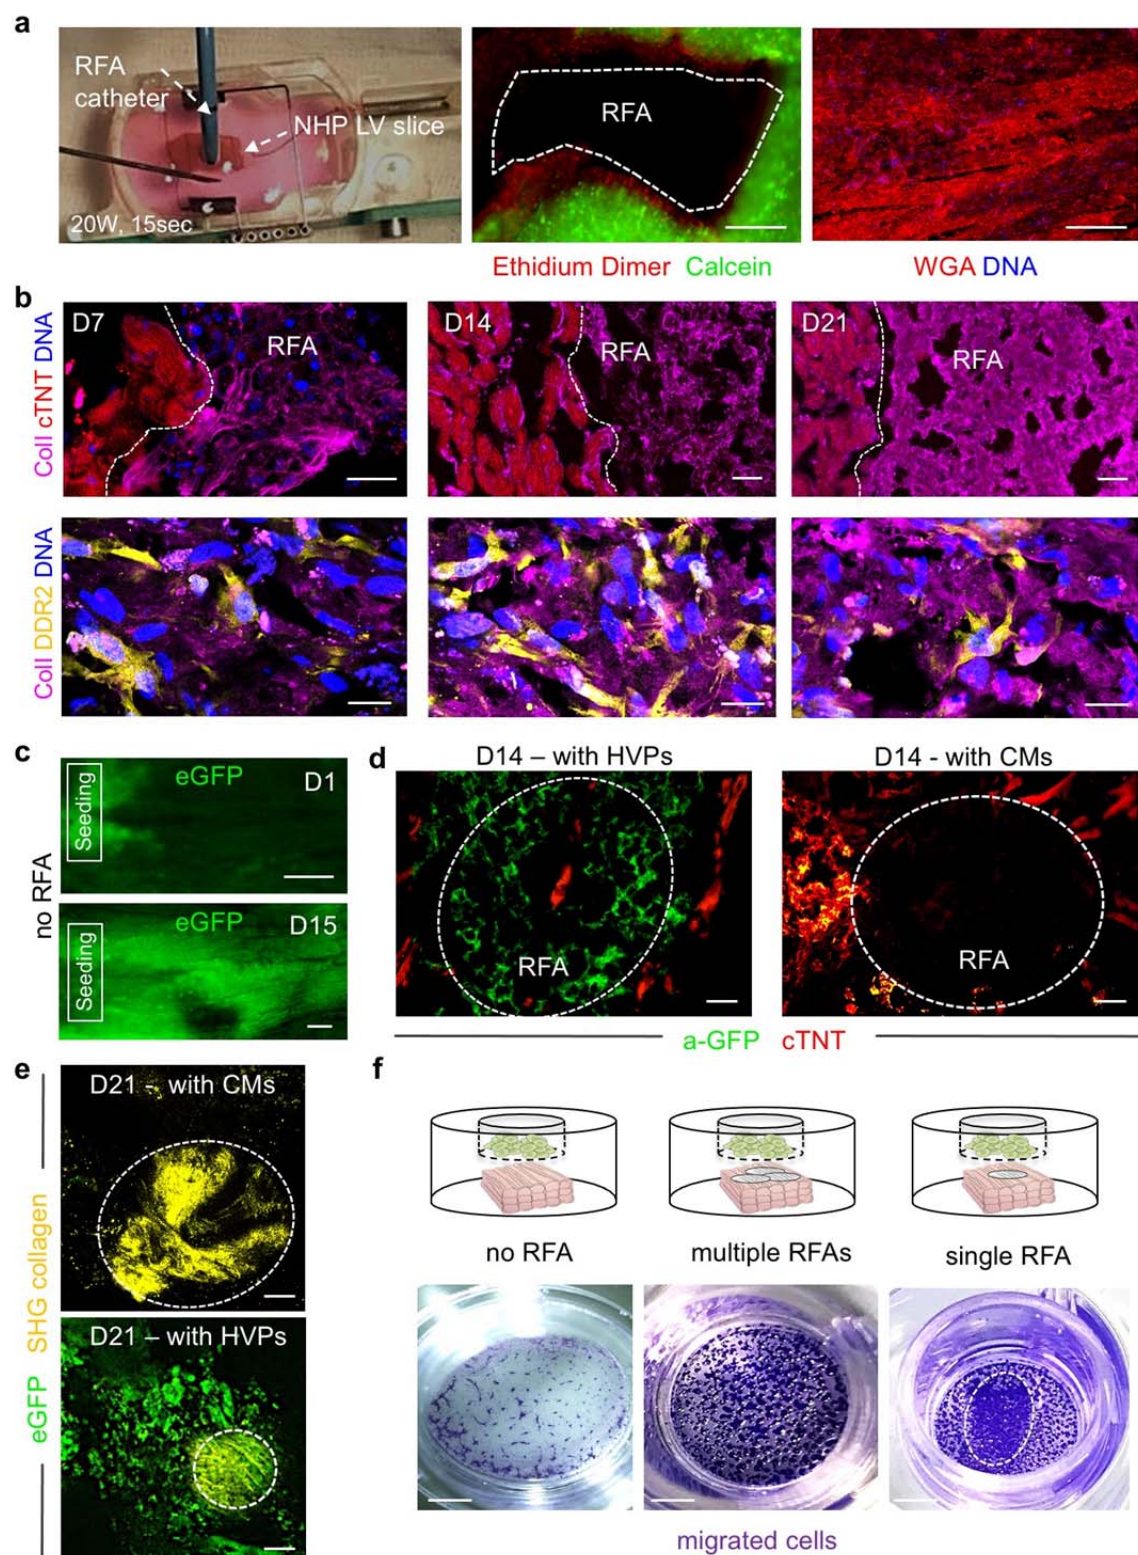 a
RFA
catheter
NHP LV slice
20W, 15sec
RFA
Ethidium Dimer Calcein
WGA DNA
b
Coll cTNT DNA
D7
RFA
D14
RFA
D21
RFA
Coll DDR2 DNA
c
no RFA
Seeding
eGFP
D1
Seeding
eGFP
D15
d
D14 – with HVPs
RFA
D14 - with CMs
RFA
a-GFP cTNT
e
eGFP SHG collagen
D21 - with CMs
D21 – with HVPs
f
no RFA
multiple RFAs
single RFA
migrated cells